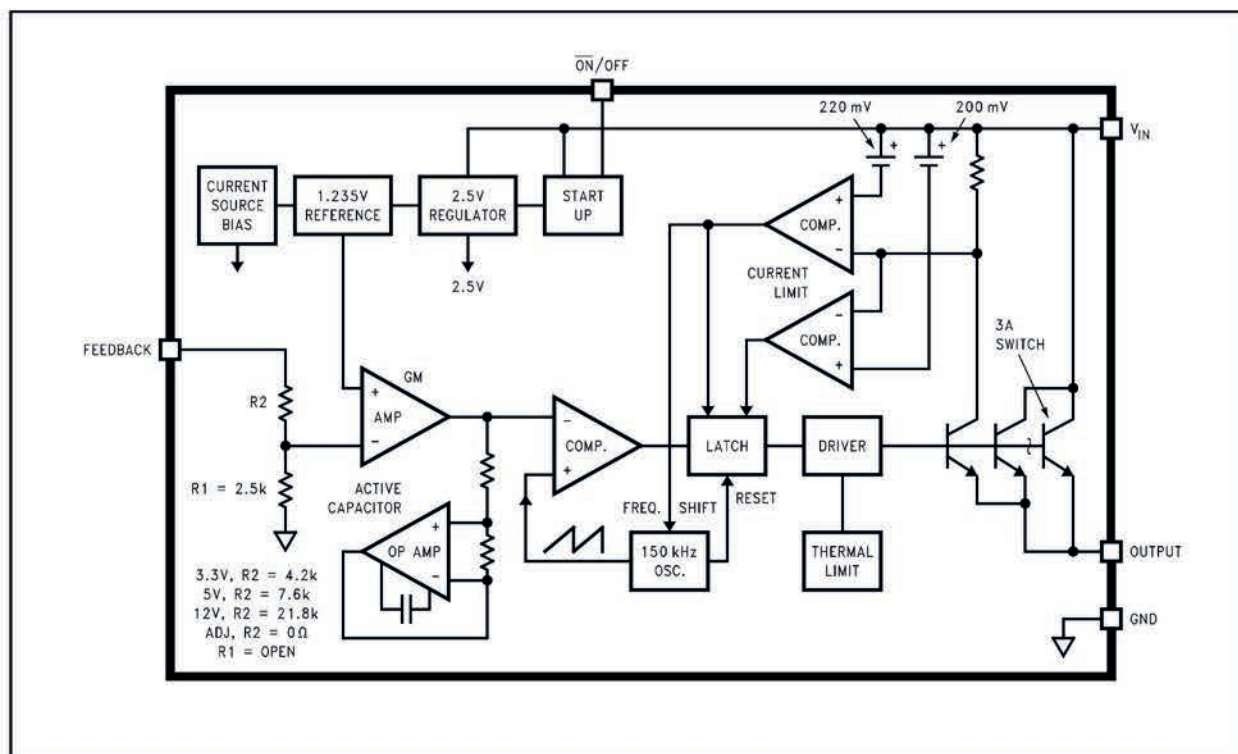 ON/OFF
220 mV
200 mV
+
+
VIN
CURRENT
SOURCE
BIAS
1.235V
REFERENCE
2.5V
REGULATOR
START
UP
2.5V
+
COMP.
-
CURRENT
LIMIT
-
COMP.
+
3A
SWITCH
FEEDBACK
R2
R1 = 2.5k
GM
+
AMP
-
-
COMP.
+
LATCH
DRIVER
ACTIVE
CAPACITOR
+
OP AMP
-
FREQ. SHIFT
RESET
150 kHz
OSC.
THERMAL
LIMIT
OUTPUT
GND
3.3V, R2 = 4.2k
5V, R2 = 7.6k
12V, R2 = 21.8k
ADJ, R2 = 0Ω
R1 = OPEN